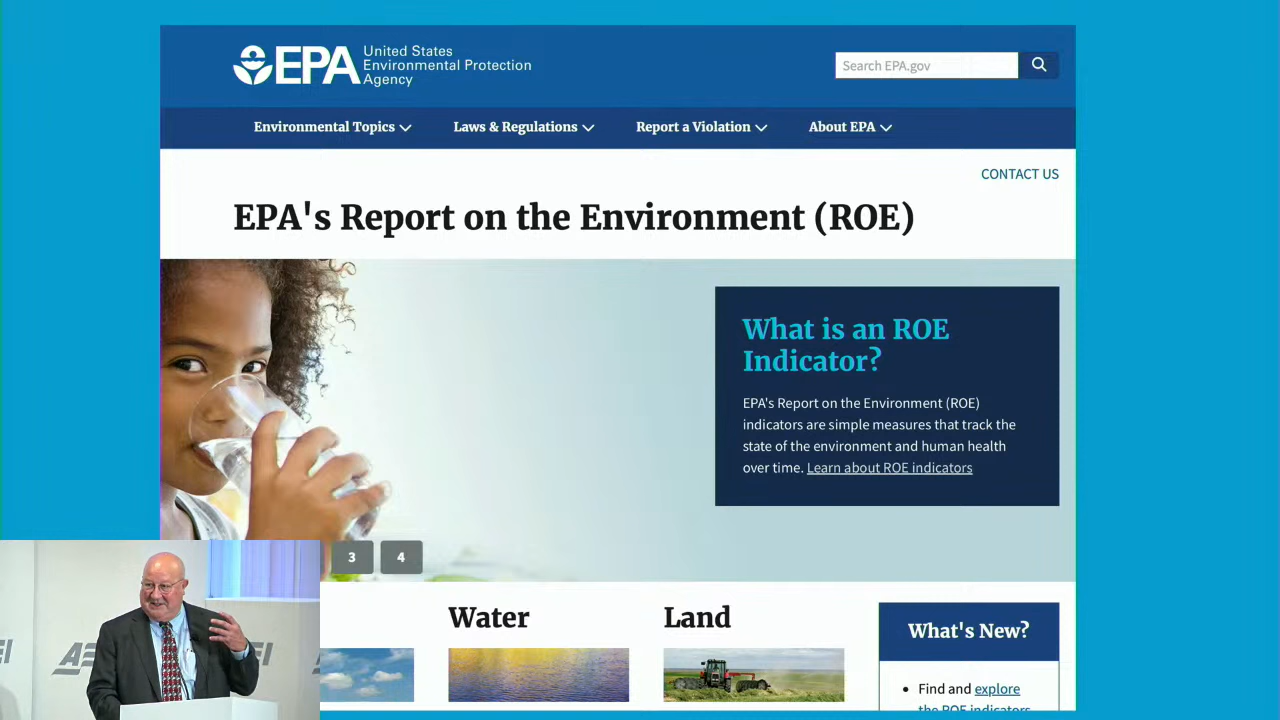 EPA
United States
Environmental Protection
Agency
Search EPA.gov
Environmental Topics
Laws & Regulations
Report a Violation
About EPA
CONTACT US
EPA's Report on the Environment (ROE)
What is an ROE
Indicator?
EPA's Report on the Environment (ROE)
indicators are simple measures that track the
state of the environment and human health
over time. Learn about ROE indicators
3
4
Water
Land
What's New?
• Find and explore
the ROE indicators